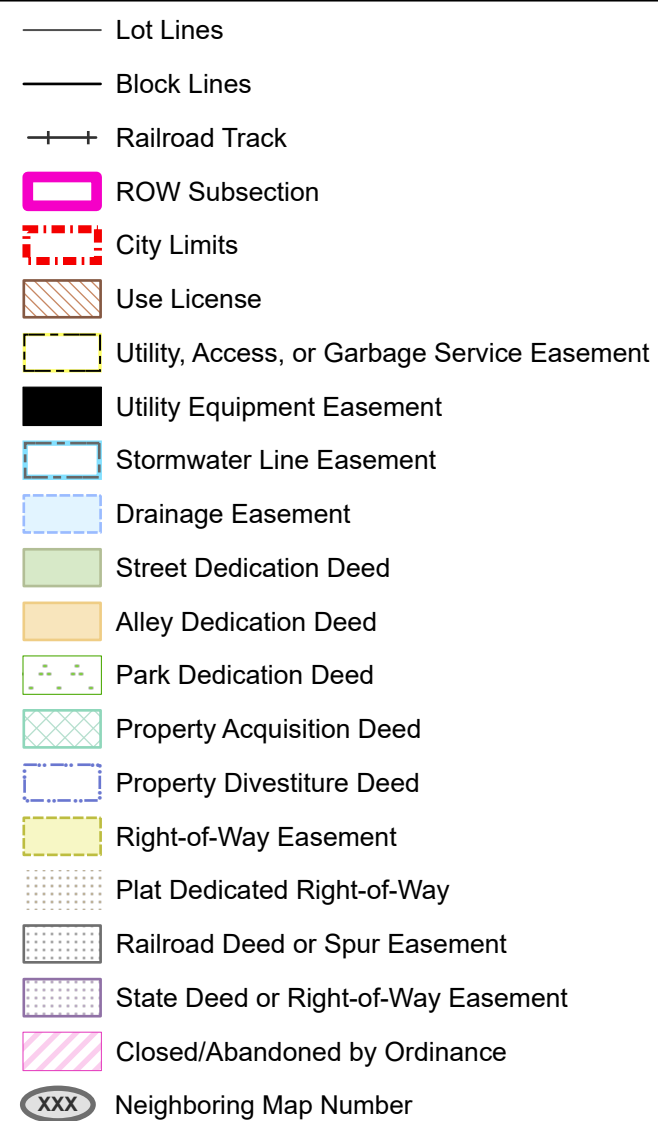 Lot Lines
Block Lines
Railroad Track
ROW Subsection
City Limits
Use License
Utility, Access, or Garbage Service Easement
Utility Equipment Easement
Stormwater Line Easement
Drainage Easement
Street Dedication Deed
Alley Dedication Deed
Park Dedication Deed
Property Acquisition Deed
Property Divestiture Deed
Right-of-Way Easement
Plat Dedicated Right-of-Way
Railroad Deed or Spur Easement
State Deed or Right-of-Way Easement
Closed/Abandoned by Ordinance
XXX Neighboring Map Number